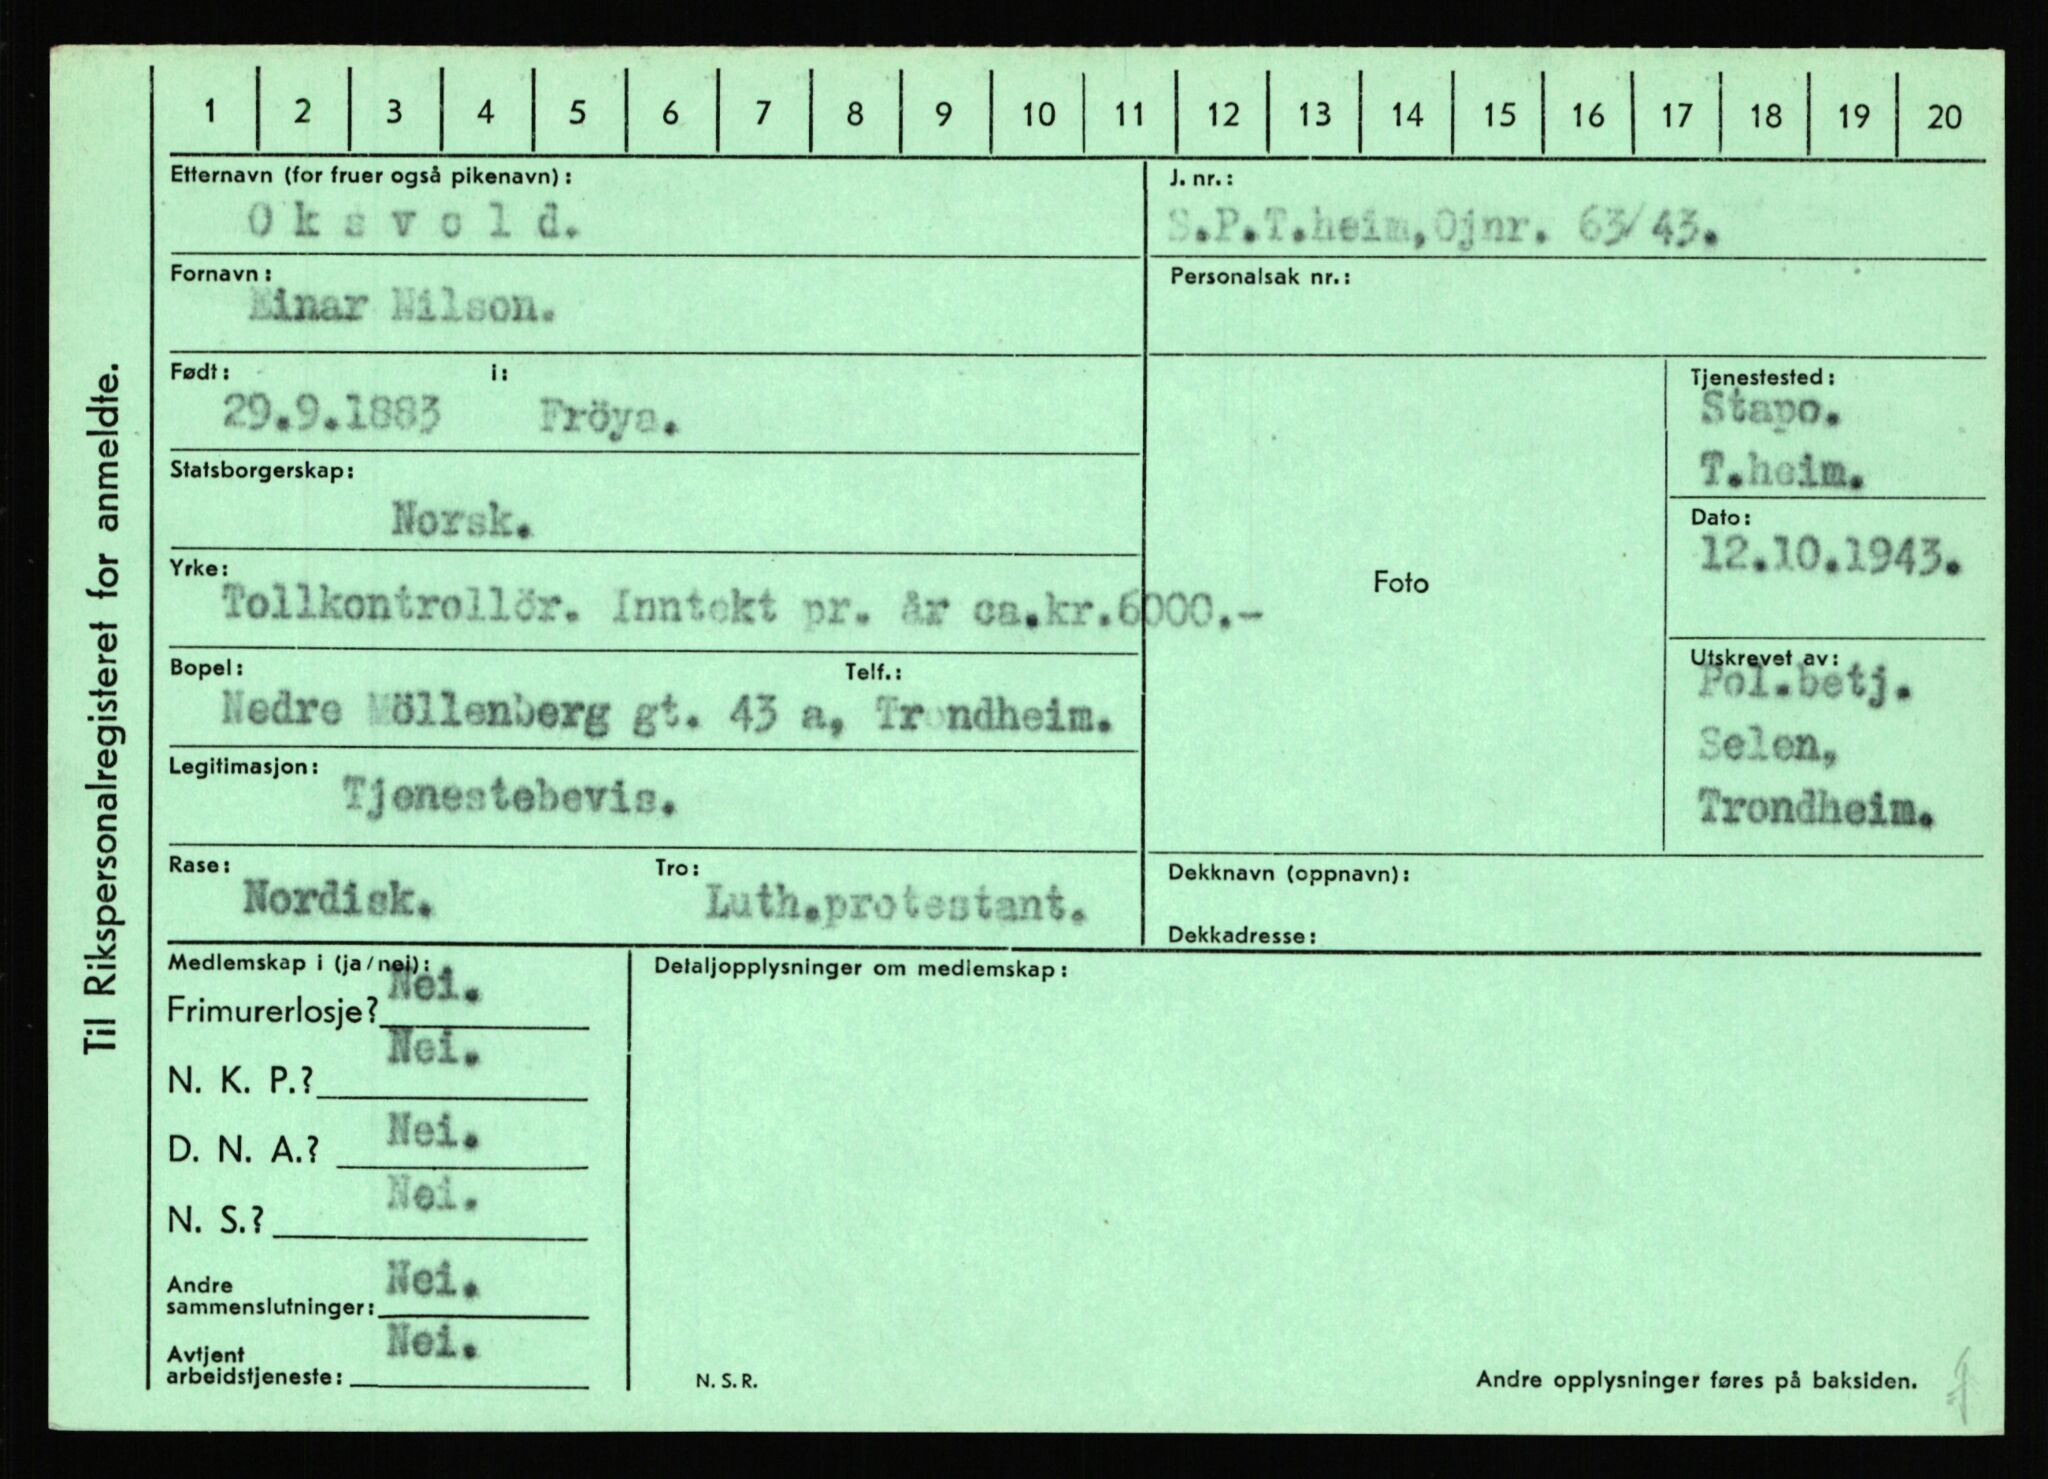 1 2 3 4 5 6 7 8 9 10 11 12 13 14 15 16 17 18 19 20
Til Rikspersonalregisteret for anmeldte.
Etternavn (for fruer også pikenavn):
Oksvold.
J. nr.:
S.P.T.heim,Ojnr. 63/43.
Fornavn:
Einar Nilson.
Personalsak nr.:
Født: i:
29.9.1883 Fröya.
Statsborgerskap:
Norsk.
Yrke:
Tollkontrollör. Inntekt pr. år ca.kr.6000.-
Bopel: Telf.:
Nedre Möllenberg gt. 43 a, Trondheim.
Legitimasjon:
Tjenestebevis.
Rase: Tro:
Nordisk. Luth.protestant.
Foto
Tjenestested:
Stapo.
T.heim.
Dato:
12.10.1943.
Utskrevet av:
Pol.betj.
Selen,
Trondheim.
Dekknavn (oppnavn):
Dekkadresse:
Medlemskap i (ja/nei):
Frimurerlosje? Nei.
N. K. P.? Nei.
D. N. A.? Nei.
N. S.? Nei.
Andre
sammenslutninger: Nei.
Avtjent
arbeidstjeneste: Nei.
Detaljopplysninger om medlemskap:
N. S. R.
Andre opplysninger føres på baksiden.